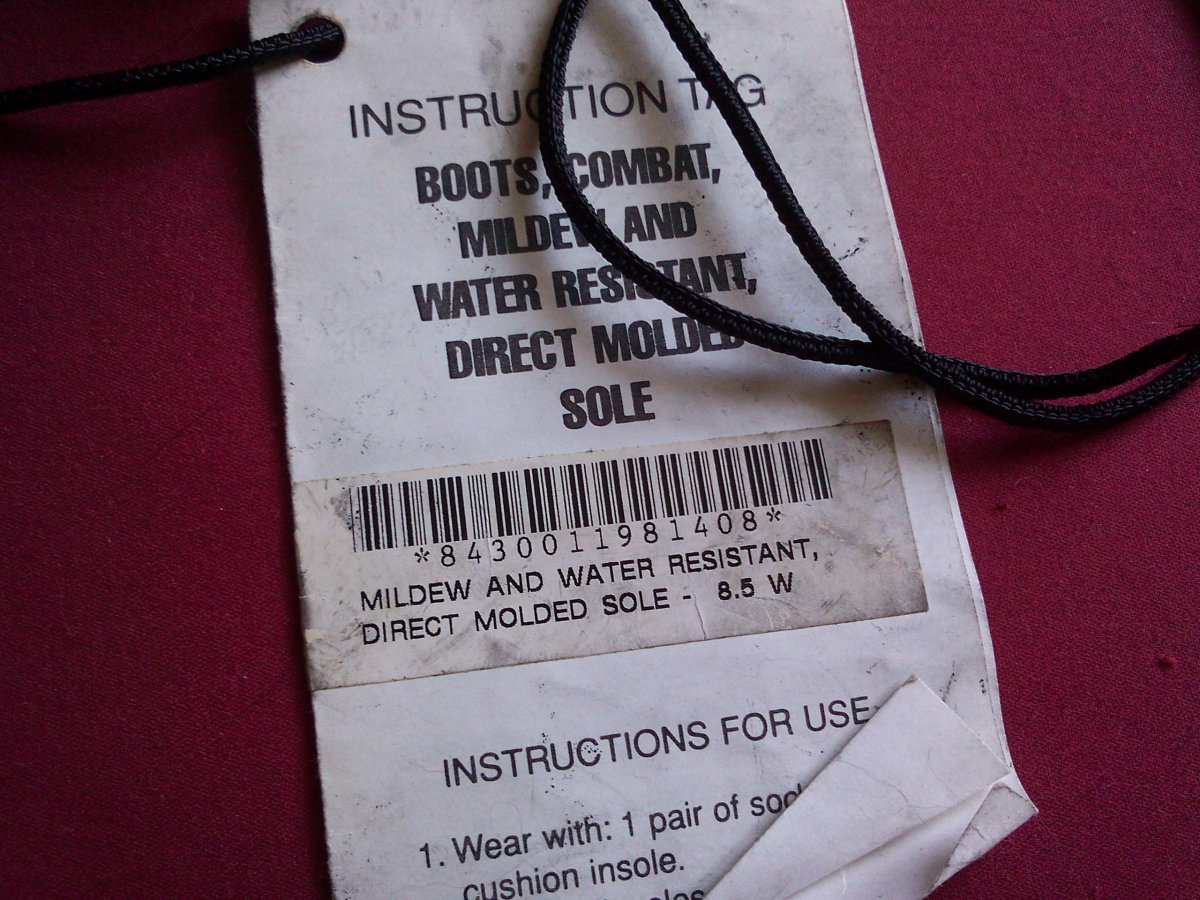 INSTRUCTION TAG
BOOTS, COMBAT,
MILDEW AND
WATER RESISTANT,
DIRECT MOLDED
SOLE
*8430011981408*
MILDEW AND WATER RESISTANT,
DIRECT MOLDED SOLE - 8.5 W
INSTRUCTIONS FOR USE
1. Wear with: 1 pair of
cushion insole.